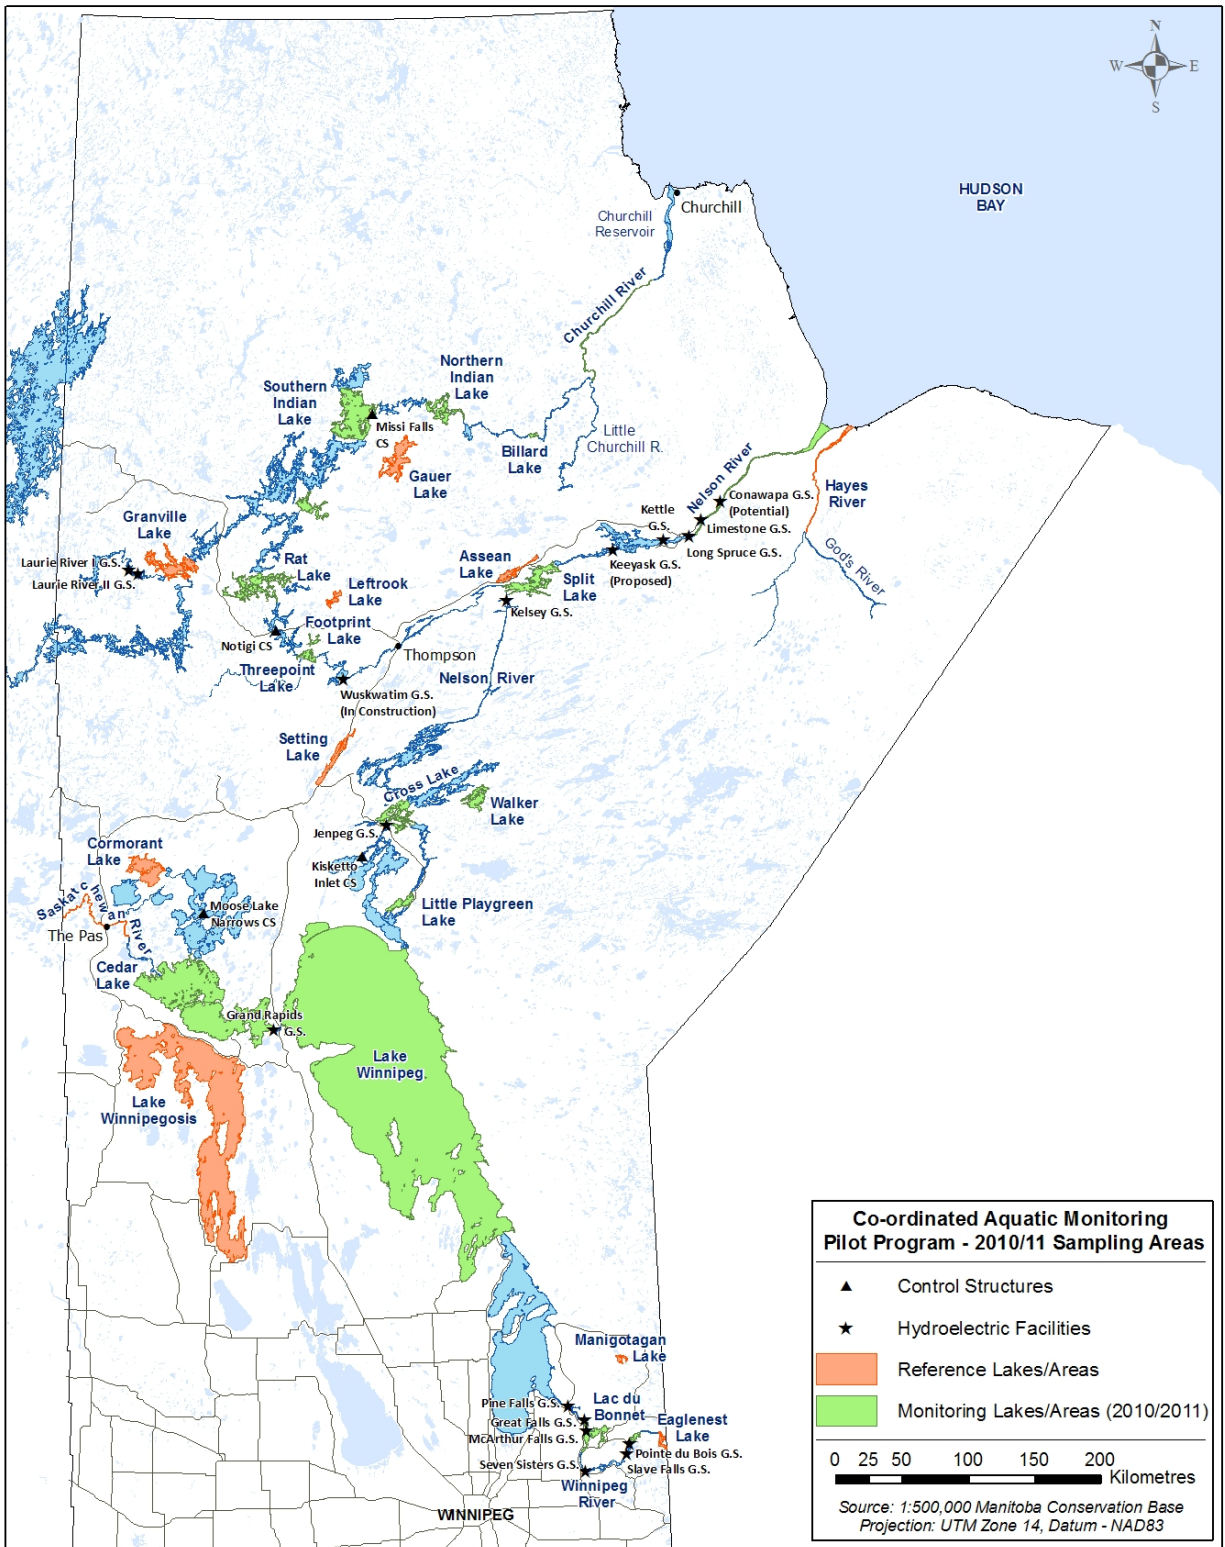 N
W
E
S
HUDSON
BAY
Churchill
Churchill
Reservoir
Churchill River
Northern
Indian
Lake
Southern
Indian
Lake
Missi Falls
CS
Billard
Lake
Little
Churchill R.
Gauer
Lake
Nelson River
Conawapa G.S.
(Potential)
Kettle
G.S.
Limestone G.S.
Long Spruce G.S.
Hayes
River
God's River
Granville
Lake
Laurie River I G.S.
Laurie River II G.S.
Rat
Lake
Leftrook
Lake
Assean
Lake
Keeyask G.S.
(Proposed)
Split
Lake
Kelsey G.S.
Footprint
Lake
Notigi CS
Thompson
Threepoint
Lake
Nelson River
Wuskwatim G.S.
(In Construction)
Setting
Lake
Cross Lake
Walker
Lake
Jenpeg G.S.
Cormorant
Lake
Kisketto
Inlet CS
Saskatchewan River
Moose Lake
Narrows CS
Little Playgreen
Lake
The Pas
Cedar
Lake
Grand Rapids
G.S.
Lake
Winnipeg
Lake
Winnipegosis
Manigotagan
Lake
Pine Falls G.S.
Lac du
Bonnet
Great Falls G.S.
Eaglenest
Lake
McArthur Falls G.S.
Pointe du Bois G.S.
Seven Sisters G.S.
Slave Falls G.S.
Winnipeg
River
WINNIPEG
Co-ordinated Aquatic Monitoring
Pilot Program - 2010/11 Sampling Areas
Control Structures
Hydroelectric Facilities
Reference Lakes/Areas
Monitoring Lakes/Areas (2010/2011)
0 25 50 100 150 200
Kilometres
Source: 1:500,000 Manitoba Conservation Base
Projection: UTM Zone 14, Datum - NAD83